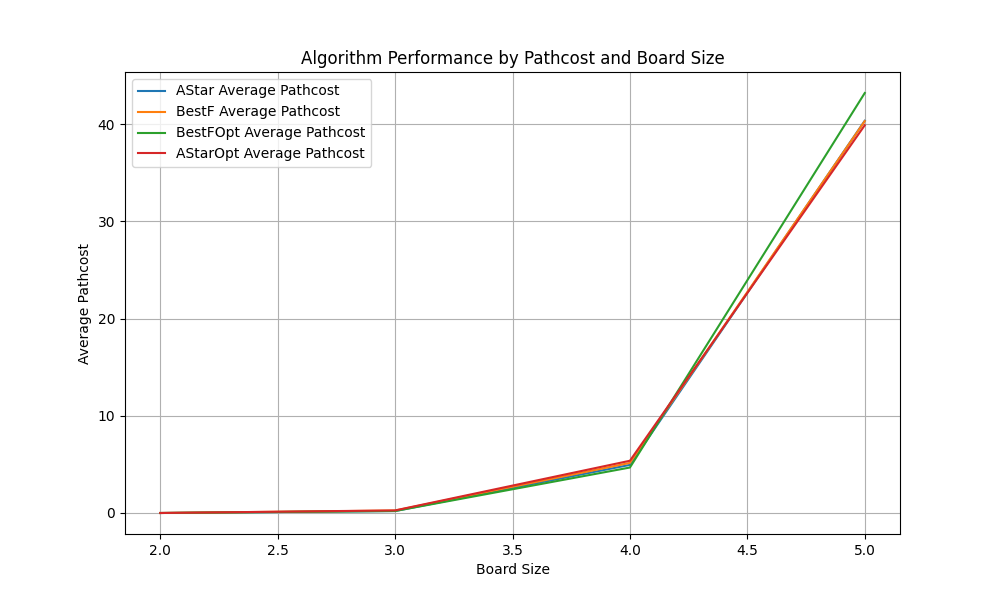 Algorithm Performance by Pathcost and Board Size
AStar Average Pathcost
BestF Average Pathcost
BestFOpt Average Pathcost
AStarOpt Average Pathcost
Average Pathcost
40
30
20
10
0
2.0 2.5 3.0 3.5 4.0 4.5 5.0
Board Size